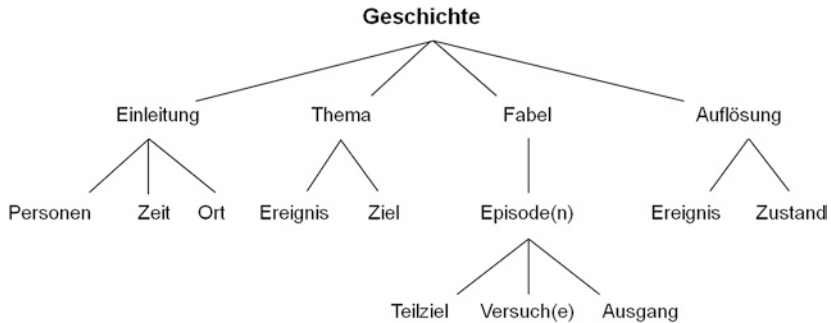 Geschichte
Einleitung Thema Fabel Auflösung
Personen Zeit Ort Ereignis Ziel Episode(n) Ereignis Zustand
Teilziel Versuch(e) Ausgang